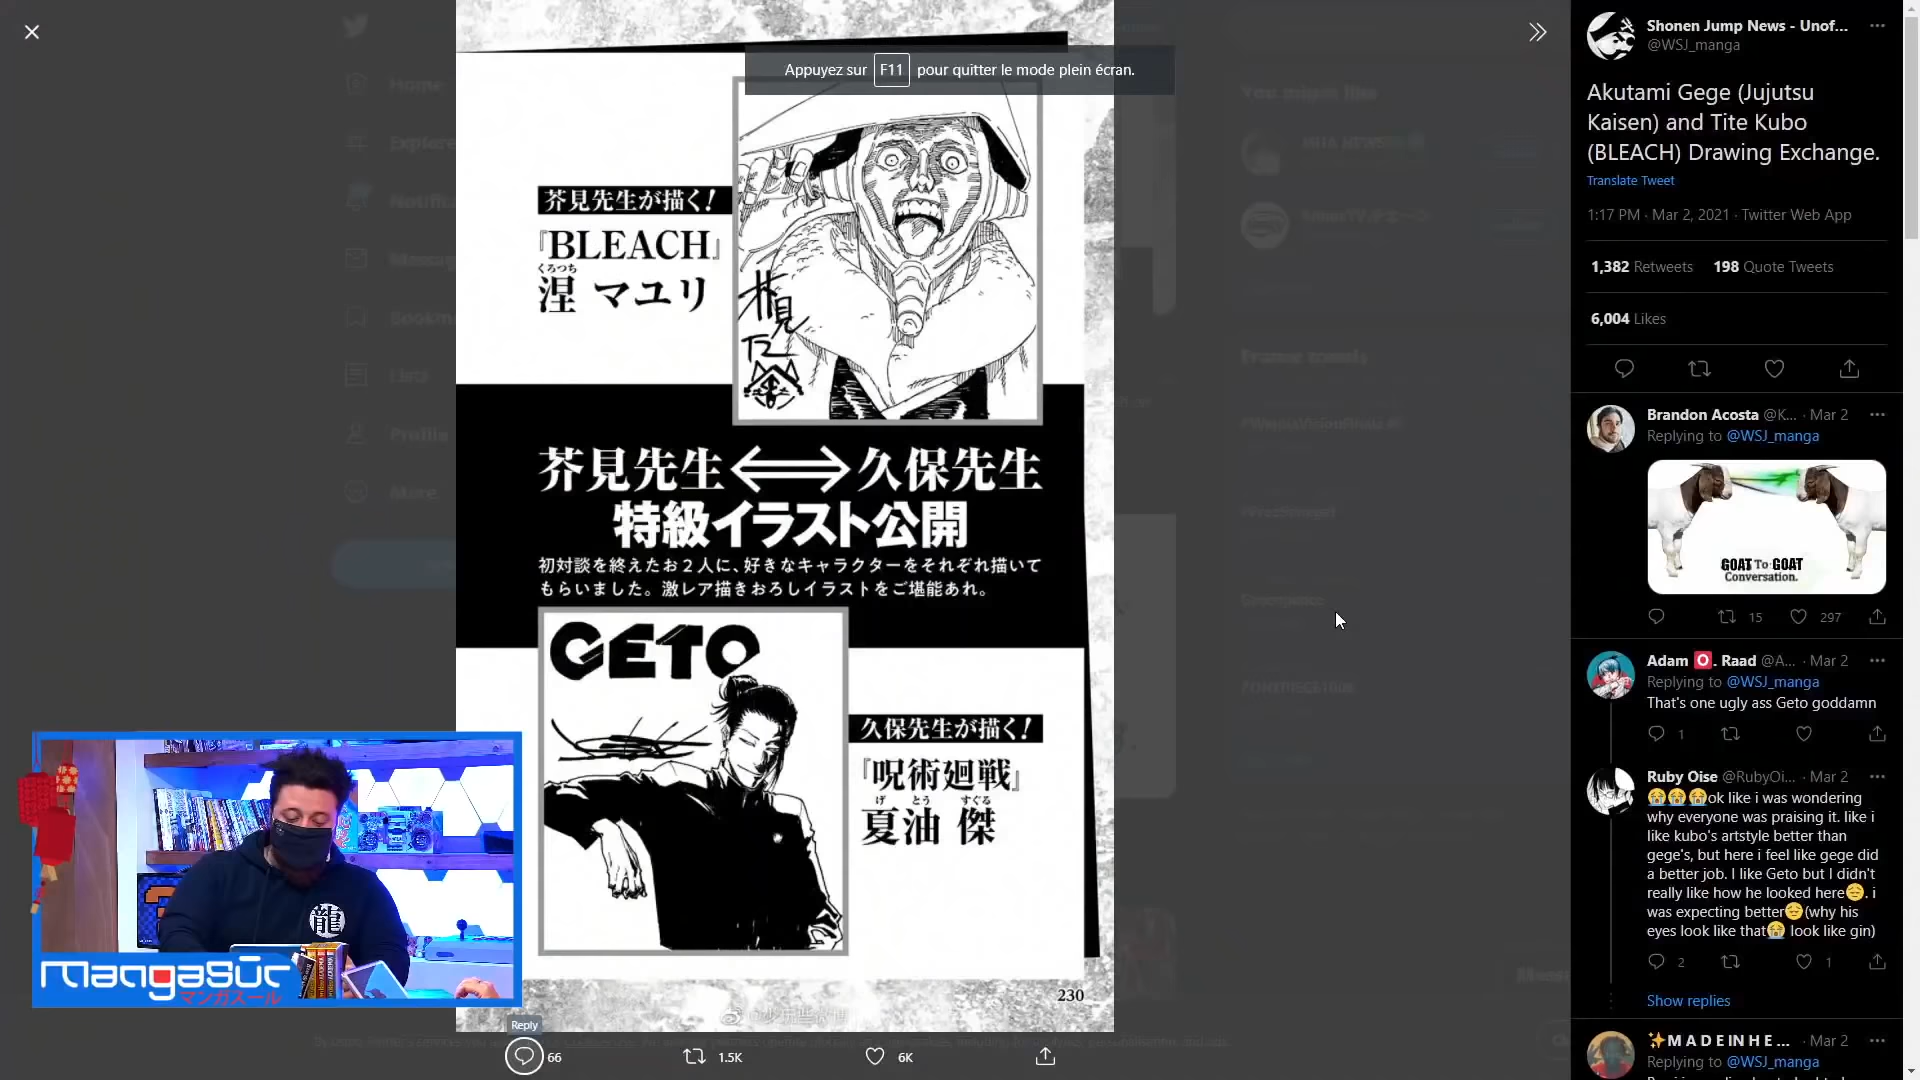 Appuyez sur F11 pour quitter le mode plein écran.
芥見先生が描く!
『BLEACH』
くろつち
涅 マユリ
芥見先生⇔久保先生
特級イラスト公開
初対談を終えたお2人に、好きなキャラクターをそれぞれ描いて
もらいました。激レア描きおろしイラストをご堪能あれ。
GETO
久保先生が描く!
『呪術廻戦』
げ とう すぐる
夏油 傑
230
mangasūr
マンガスール
龍
Reply
66
1.5K
6K
Home
Explore
Lists
Profile
More
You might like
Shonen Jump News - Unof...
@WSJ_manga
Akutami Gege (Jujutsu
Kaisen) and Tite Kubo
(BLEACH) Drawing Exchange.
Translate Tweet
1:17 PM · Mar 2, 2021 · Twitter Web App
1,382 Retweets 198 Quote Tweets
6,004 Likes
Brandon Acosta @K... · Mar 2
Replying to @WSJ_manga
GOAT To GOAT
Conversation.
15 297
Adam 🅾. Raad @A... · Mar 2
Replying to @WSJ_manga
That's one ugly ass Geto goddamn
1
Ruby Oise @RubyOi... · Mar 2
😭😭😭ok like i was wondering
why everyone was praising it. like i
like kubo's artstyle better than
gege's, but here i feel like gege did
a better job. I like Geto but I didn't
really like how he looked here😔. i
was expecting better😔(why his
eyes look like that😭 look like gin)
2 1
Show replies
✨M A D E IN H E ... · Mar 2
Replying to @WSJ_manga